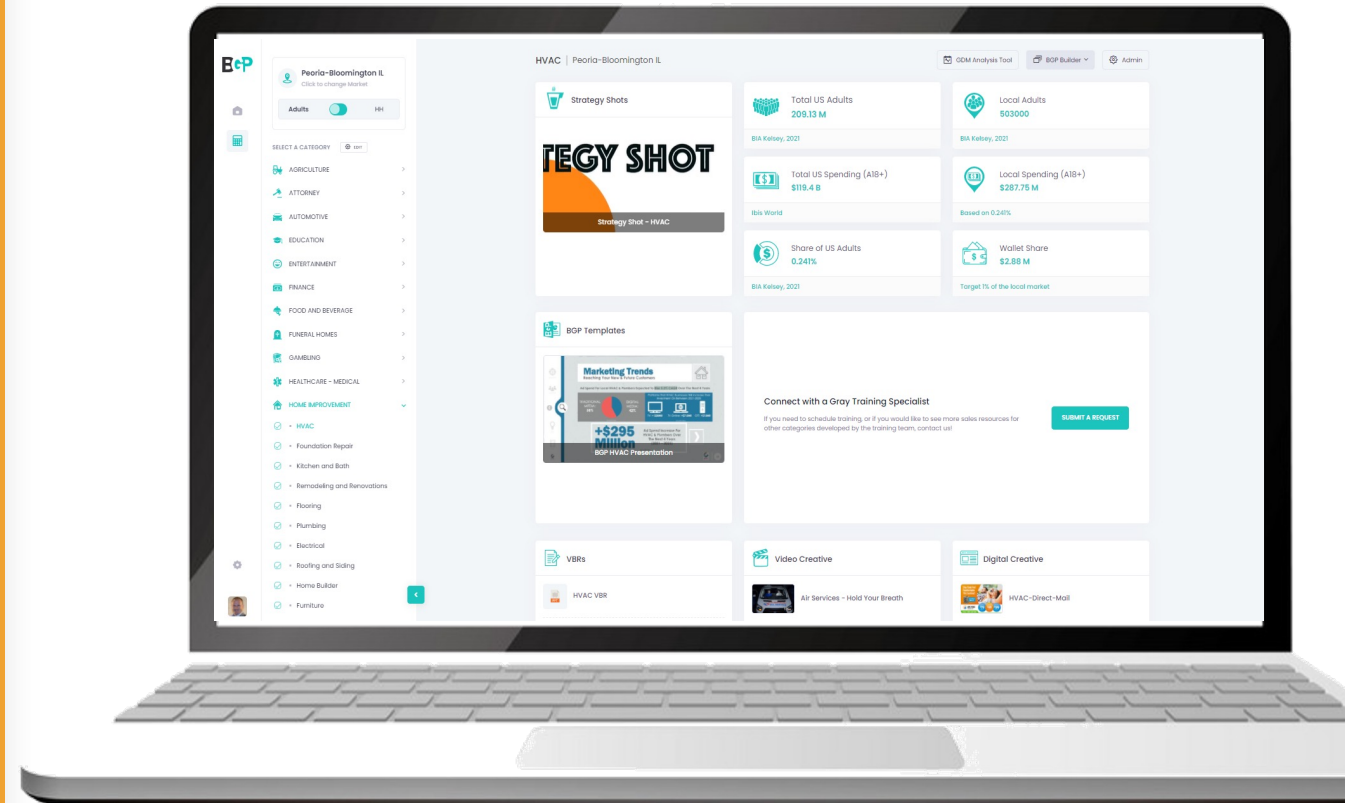 BGP
Peoria-Bloomington IL
Click to change Market
Adults
HH
SELECT A CATEGORY
AGRICULTURE
ATTORNEY
AUTOMOTIVE
EDUCATION
ENTERTAINMENT
FINANCE
FOOD AND BEVERAGE
FUNERAL HOMES
GAMBLING
HEALTHCARE - MEDICAL
HOME IMPROVEMENT
HVAC
Foundation Repair
Kitchen and Bath
Remodeling and Renovations
Flooring
Plumbing
Electrical
Roofing and Siding
Home Builder
Furniture
HVAC | Peoria-Bloomington IL
GDM Analysis Tool
BGP Builder
Admin
Strategy Shots
TEGY SHOT
Strategy Shot – HVAC
Total US Adults
209.13 M
BIA Kelsey, 2021
Local Adults
503000
BIA Kelsey, 2021
Total US Spending (A18+)
$119.4 B
Ibis World
Local Spending (A18+)
$287.75 M
Based on 0.241%
Share of US Adults
0.241%
BIA Kelsey, 2021
Wallet Share
$2.88 M
Target 1% of the local market
BGP Templates
Marketing Trends
+$295
Million
BGP HVAC Presentation
Connect with a Gray Training Specialist
If you need to schedule training, or if you would like to see more sales resources for
other categories developed by the training team, contact us!
SUBMIT A REQUEST
VBRs
HVAC VBR
Video Creative
Air Services - Hold Your Breath
Digital Creative
HVAC-Direct-Mail